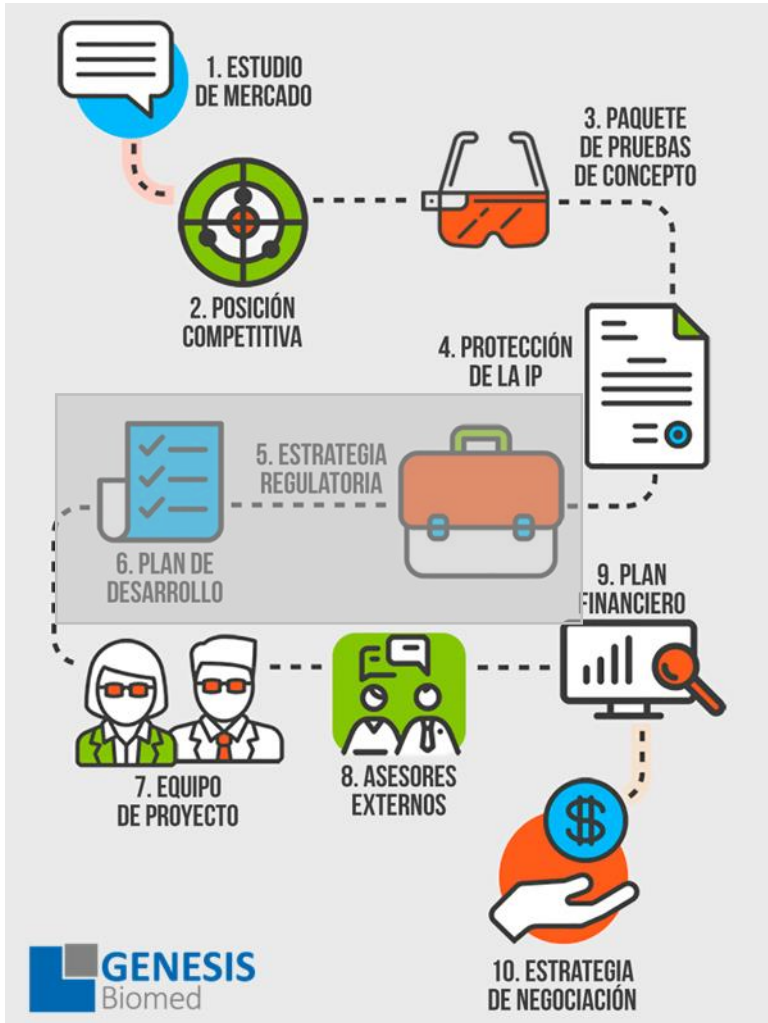 1. ESTUDIO
DE MERCADO
2. POSICIÓN
COMPETITIVA
3. PAQUETE
DE PRUEBAS
DE CONCEPTO
4. PROTECCIÓN
DE LA IP
5. ESTRATEGIA
REGULATORIA
6. PLAN DE
DESARROLLO
7. EQUIPO
DE PROYECTO
8. ASESORES
EXTERNOS
9. PLAN
FINANCIERO
10. ESTRATEGIA
DE NEGOCIACIÓN
$
GENESIS
Biomed